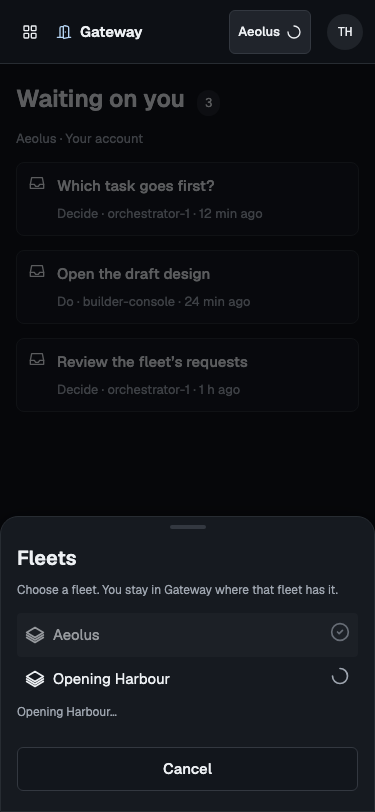 Gateway
Aeolus
TH
Waiting on you 3
Aeolus · Your account
Which task goes first?
Decide · orchestrator-1 · 12 min ago
Open the draft design
Do · builder-console · 24 min ago
Review the fleet's requests
Decide · orchestrator-1 · 1 h ago
Fleets
Choose a fleet. You stay in Gateway where that fleet has it.
Aeolus
Opening Harbour
Opening Harbour…
Cancel